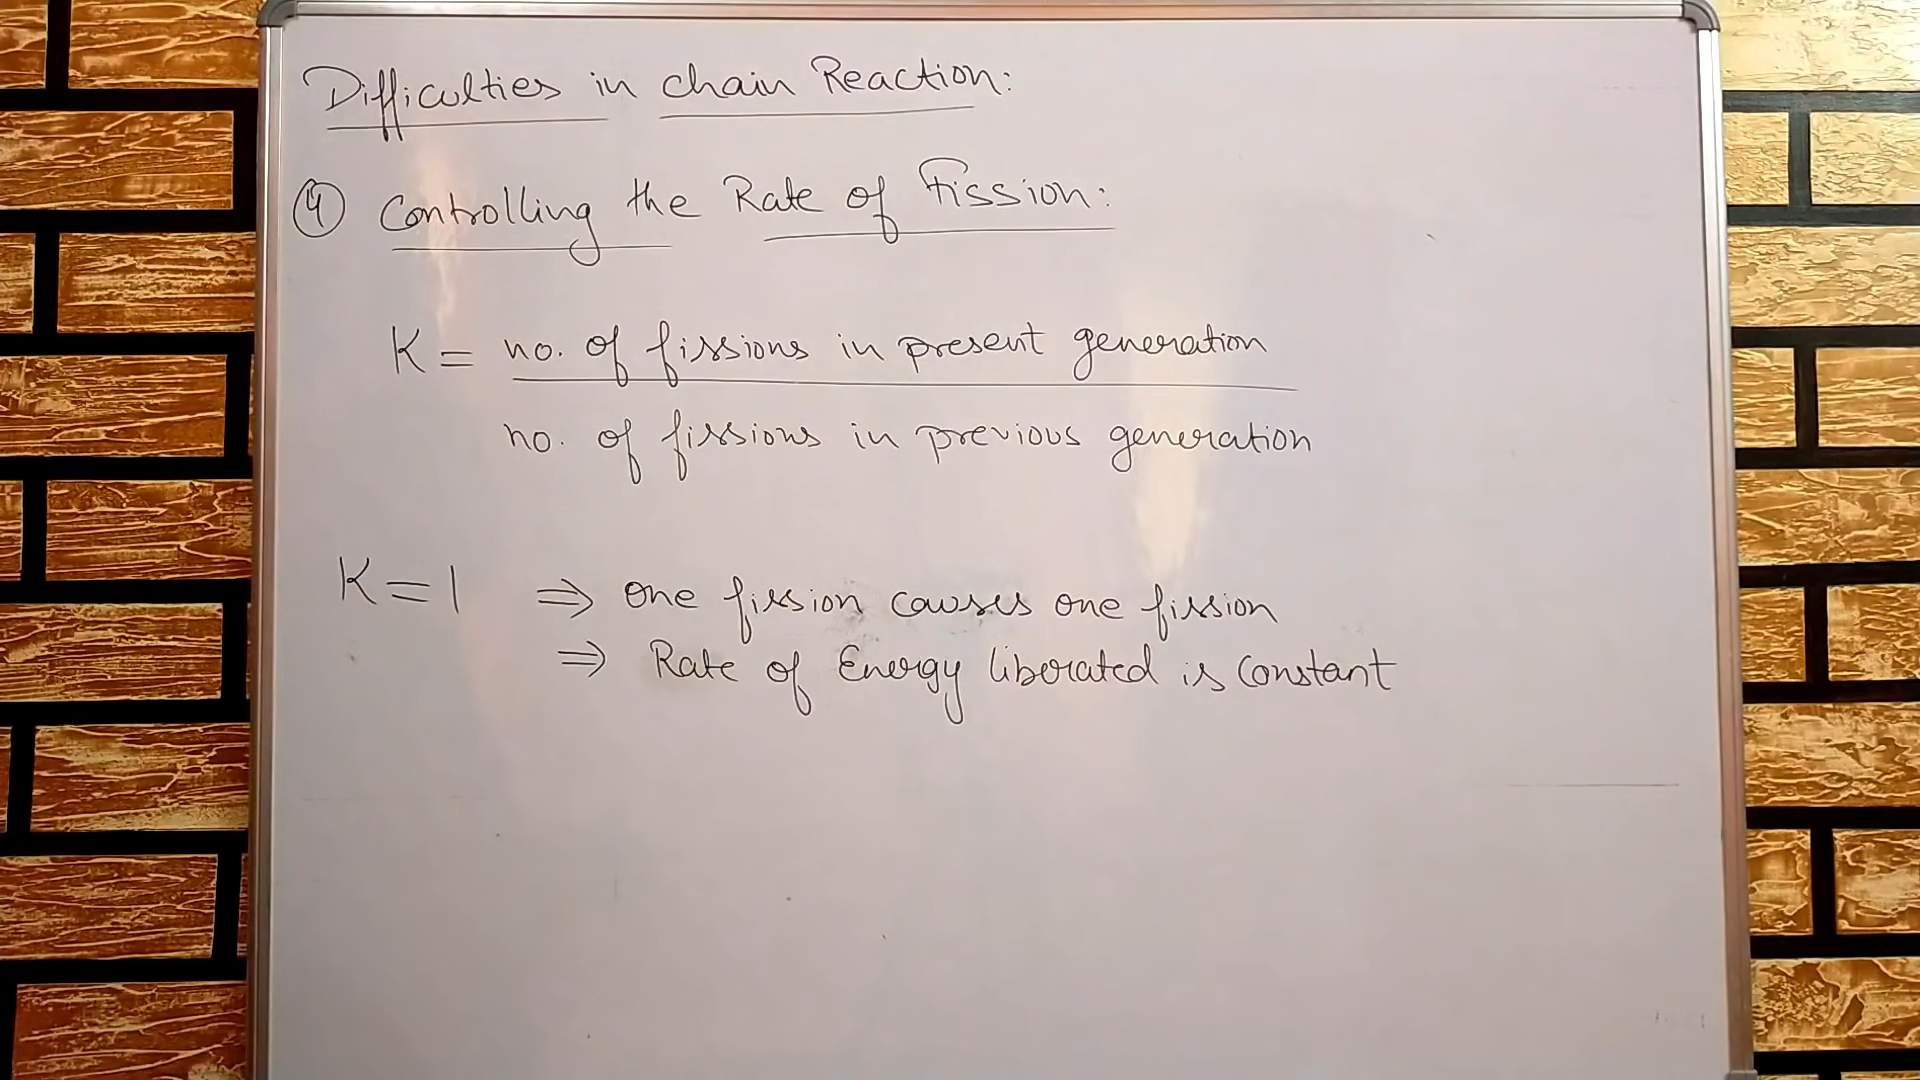 Difficulties in chain Reaction:
④ Controlling the Rate of Fission:
K = no. of fissions in present generation
no. of fissions in previous generation
K = 1 ⇒ One fission causes one fission
⇒ Rate of Energy liberated is Constant